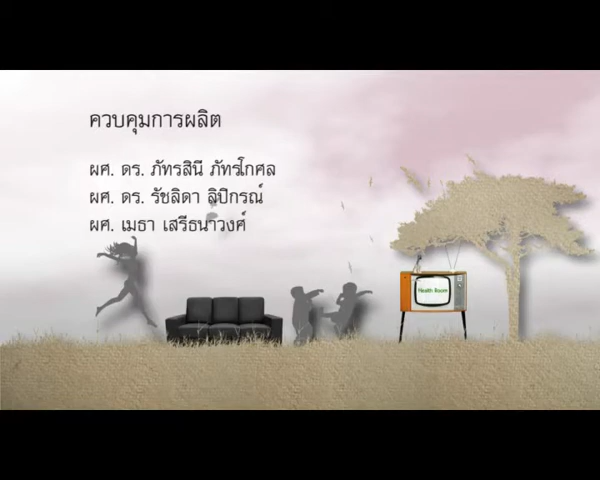 ควบคุมการผลิต
ผศ. ดร. ภัทรสินี ภัทรโกศล
ผศ. ดร. รัชลิดา ลิปิกรณ์
ผศ. เมธา เสรีธนาวงศ์
Health Room